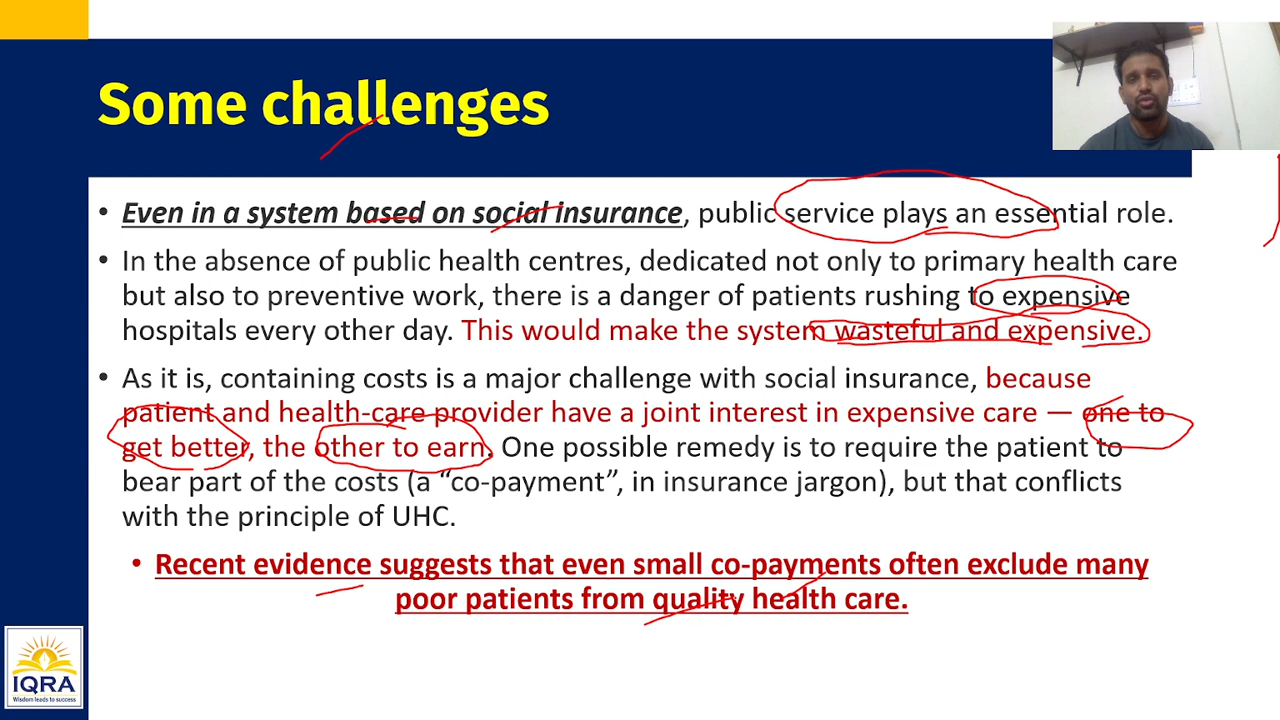 Some challenges
• Even in a system based on social insurance, public service plays an essential role.
• In the absence of public health centres, dedicated not only to primary health care
but also to preventive work, there is a danger of patients rushing to expensive
hospitals every other day. This would make the system wasteful and expensive.
• As it is, containing costs is a major challenge with social insurance, because
patient and health-care provider have a joint interest in expensive care — one to
get better, the other to earn. One possible remedy is to require the patient to
bear part of the costs (a “co-payment”, in insurance jargon), but that conflicts
with the principle of UHC.
• Recent evidence suggests that even small co-payments often exclude many
poor patients from quality health care.
IQRA
Wisdom leads to success